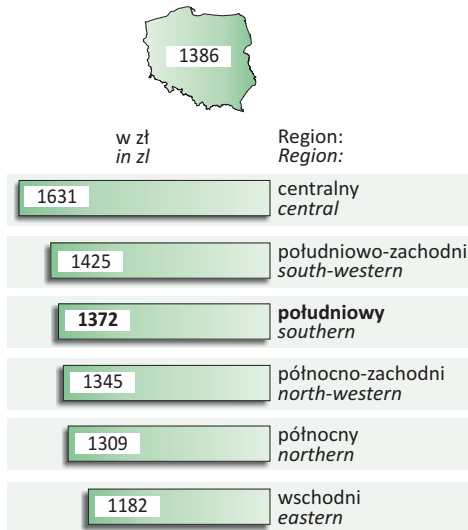 1386
w zł
in zl
Region:
Region:
1631
centralny
central
1425
południowo-zachodni
south-western
1372
południowy
southern
1345
północno-zachodni
north-western
1309
północny
northern
1182
wschodni
eastern